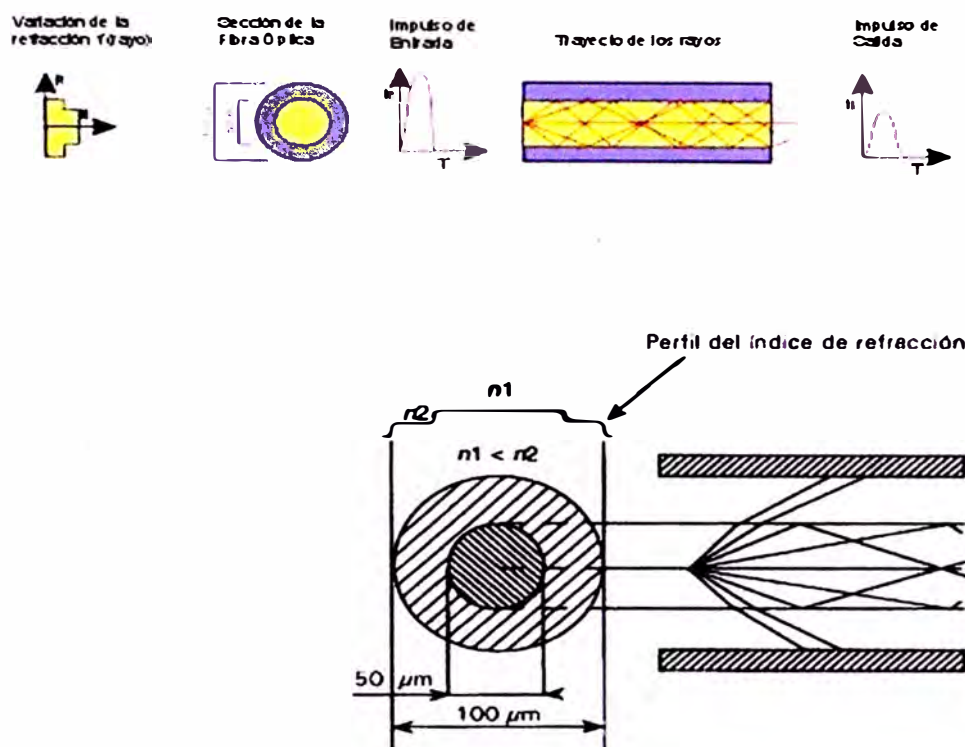 Variación de la
refracción
Sección de la
Fibra Optica
Impulso de
Entrada
Trayecto de los rayos
Impulso de
Salida
T
T
Perfil del índice de refracción
n1
n2
n1 < n2
50 µm
100 µm